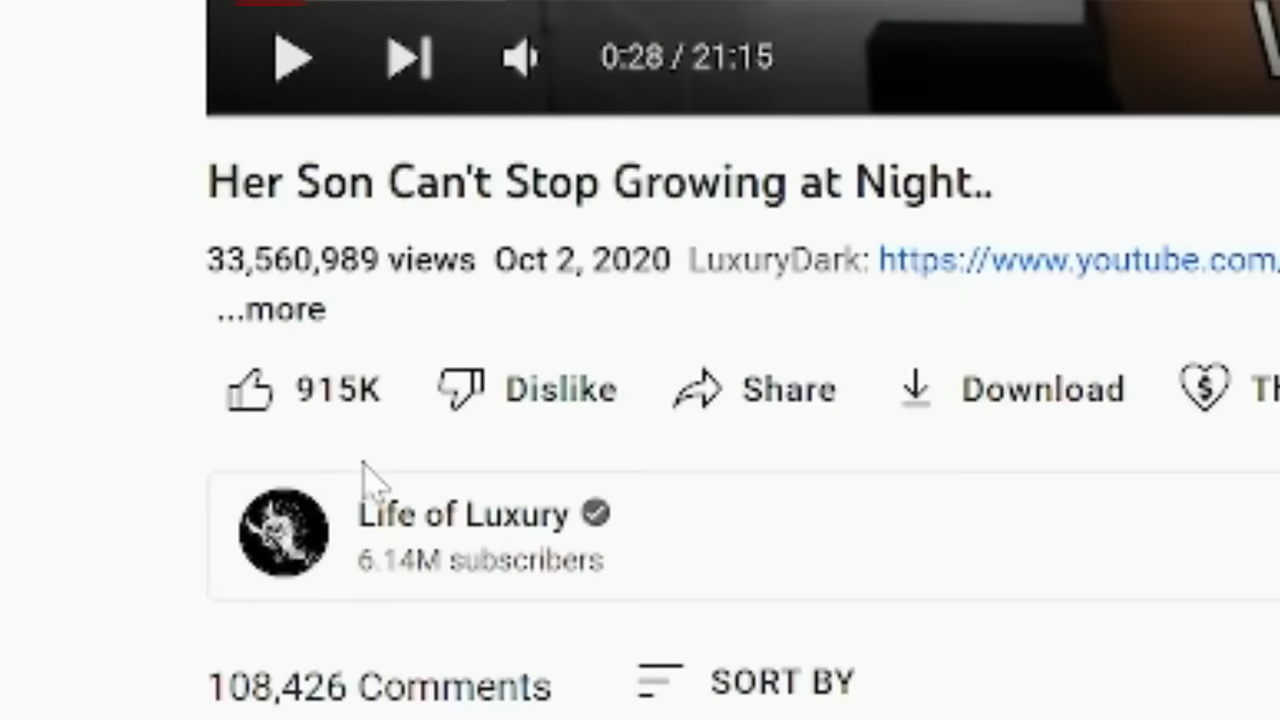 0:28 / 21:15
Her Son Can't Stop Growing at Night..
33,560,989 views Oct 2, 2020 LuxuryDark: https://www.youtube.com/
...more
915K Dislike Share Download
Life of Luxury
6.14M subscribers
108,426 Comments SORT BY